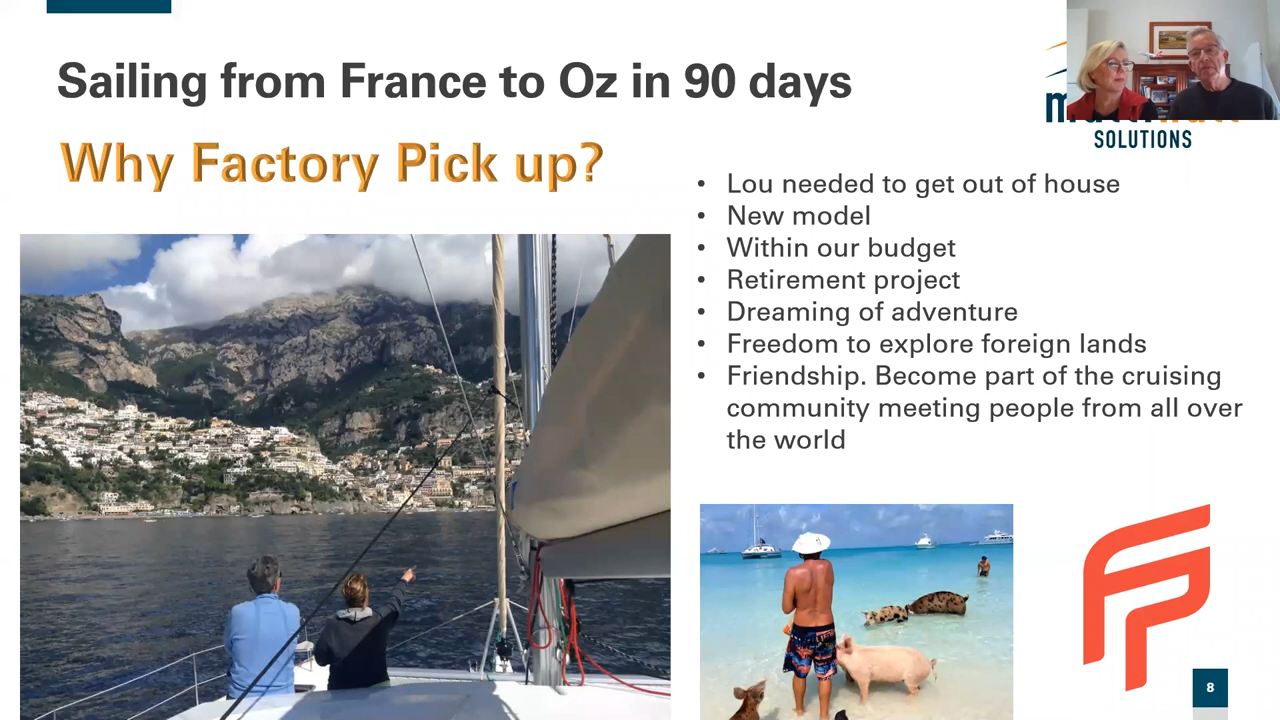 Sailing from France to Oz in 90 days
SOLUTIONS
Why Factory Pick up?
• Lou needed to get out of house
• New model
• Within our budget
• Retirement project
• Dreaming of adventure
• Freedom to explore foreign lands
• Friendship. Become part of the cruising
community meeting people from all over
the world
8